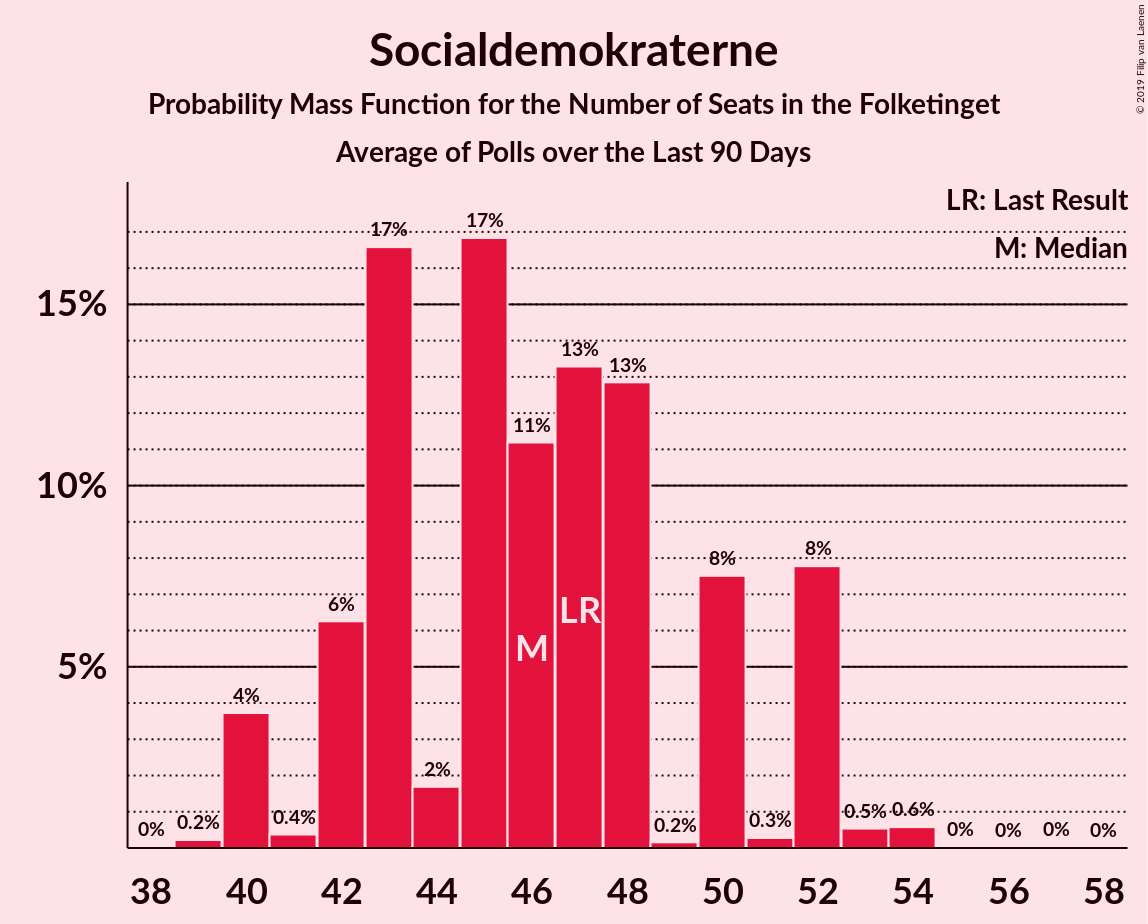 Socialdemokraterne
Probability Mass Function for the Number of Seats in the Folketinget
Average of Polls over the Last 90 Days
© 2019 Filip van Laenen
LR: Last Result
M: Median
15%
10%
5%
0%
0.2%
4%
0.4%
6%
17%
2%
17%
11%
13%
13%
0.2%
8%
0.3%
8%
0.5%
0.6%
0%
0%
0%
0%
M
LR
38 40 42 44 46 48 50 52 54 56 58